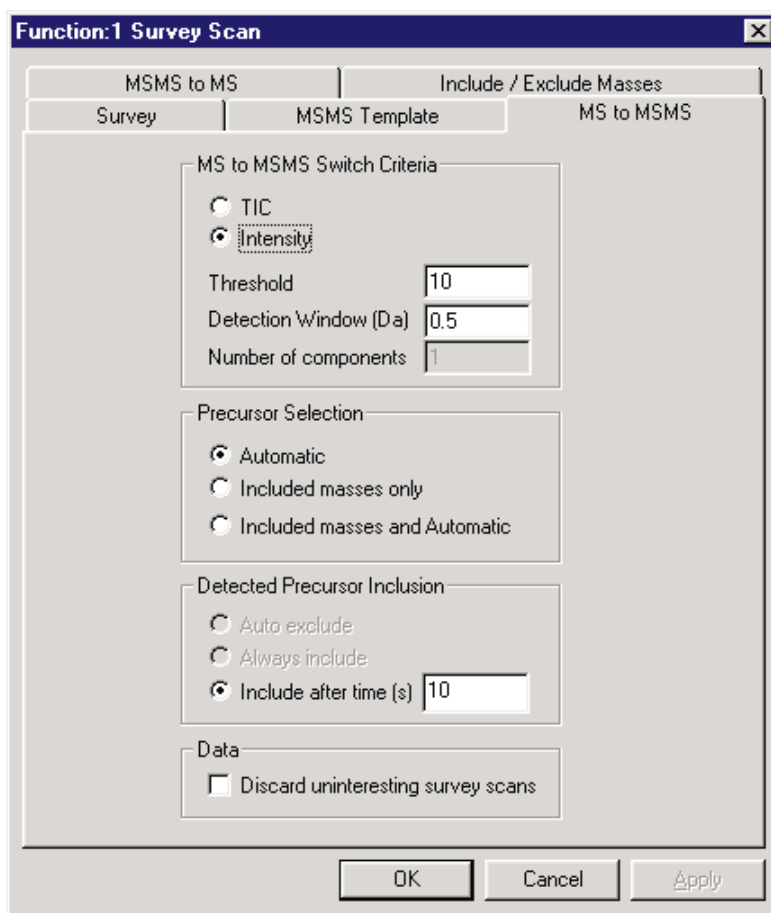 Function:1 Survey Scan
MSMS to MS
Include / Exclude Masses
Survey
MSMS Template
MS to MSMS
MS to MSMS Switch Criteria
TIC
Intensity
Threshold 10
Detection Window (Da) 0.5
Number of components 1
Precursor Selection
Automatic
Included masses only
Included masses and Automatic
Detected Precursor Inclusion
Auto exclude
Always include
Include after time (s) 10
Data
Discard uninteresting survey scans
OK
Cancel
Apply